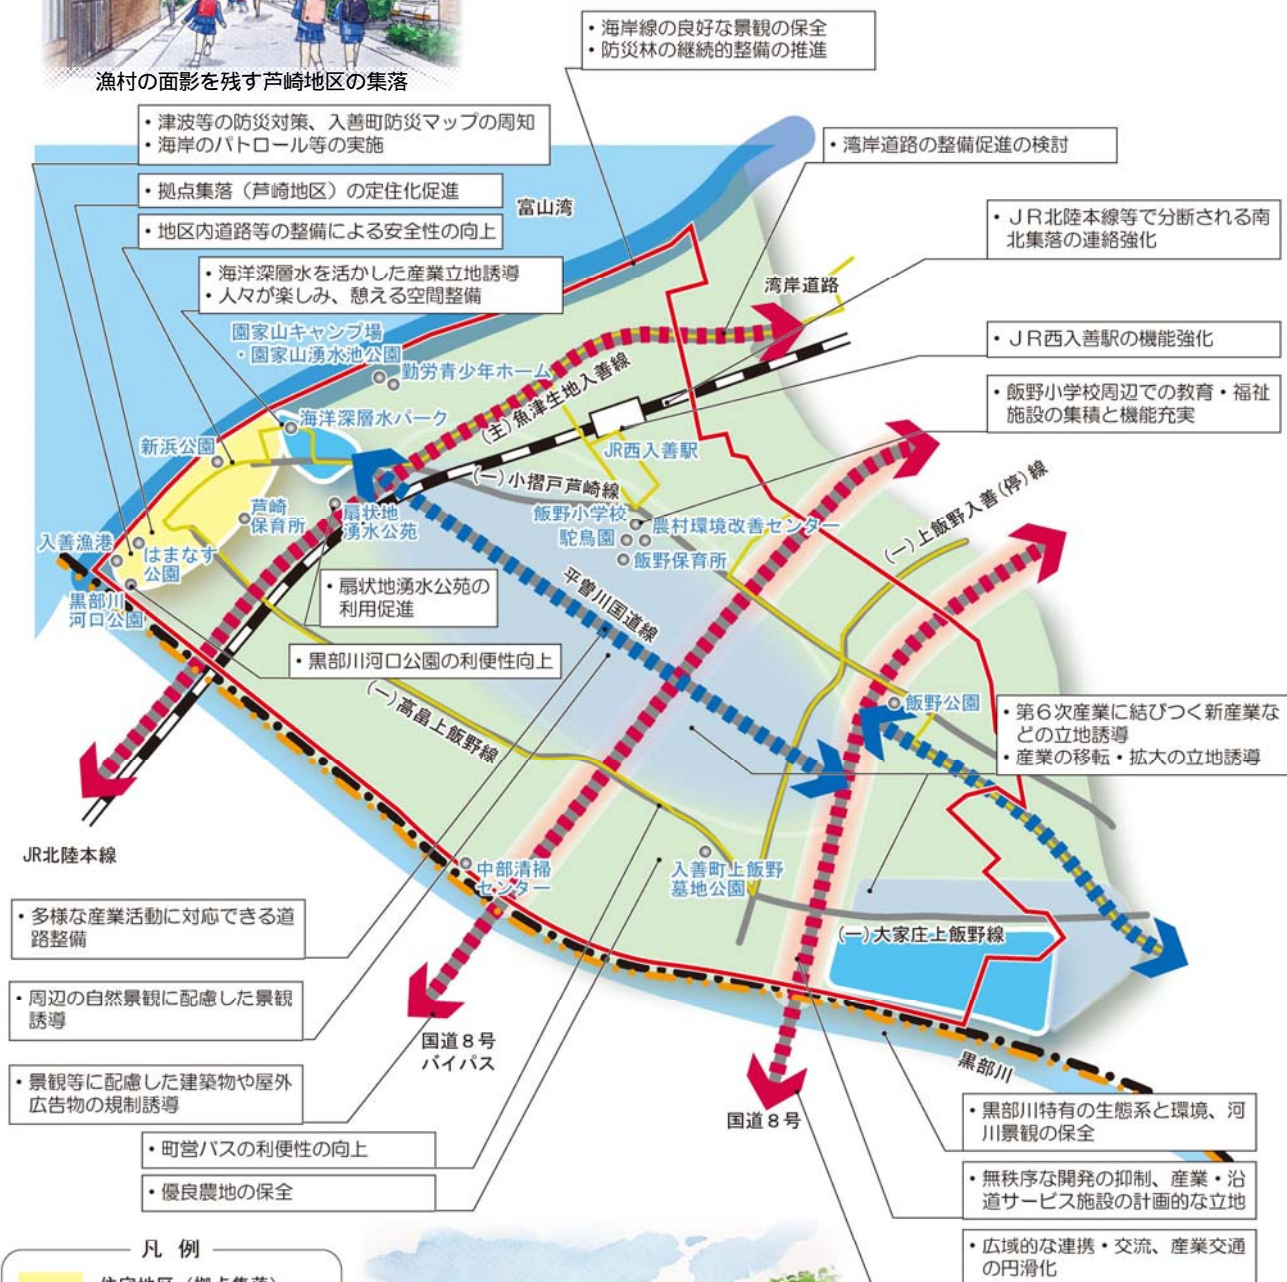 漁村の面影を残す芦崎地区の集落
・海岸線の良好な景観の保全
・防災林の継続的整備の推進
・津波等の防災対策、入善町防災マップの周知
・海岸のパトロール等の実施
・湾岸道路の整備促進の検討
・拠点集落（芦崎地区）の定住化促進
富山湾
・地区内道路等の整備による安全性の向上
・ＪＲ北陸本線等で分断される南
北集落の連絡強化
・海洋深層水を活かした産業立地誘導
・人々が楽しみ、憩える空間整備
湾岸道路
園家山キャンプ場
・園家山湧水池公園
・ＪＲ西入善駅の機能強化
勤労青少年ホーム
(主)魚津生地入善線
・飯野小学校周辺での教育・福祉
施設の集積と機能充実
海洋深層水パーク
新浜公園
JR西入善駅
(一)小摺戸芦崎線
芦崎
保育所
扇状地
湧水公苑
飯野小学校
農村環境改善センター
駝鳥園
飯野保育所
(一)上飯野入善(停)線
入善漁港
はまなす
公園
黒部川
河口公園
・扇状地湧水公苑の
利用促進
平曽川国道線
・黒部川河口公園の利便性向上
(一)高畠上飯野線
飯野公園
・第６次産業に結びつく新産業な
どの立地誘導
・産業の移転・拡大の立地誘導
JR北陸本線
中部清掃
センター
入善町上飯野
墓地公園
・多様な産業活動に対応できる道
路整備
(一)大家庄上飯野線
・周辺の自然景観に配慮した景観
誘導
国道８号
バイパス
黒部川
・景観等に配慮した建築物や屋外
広告物の規制誘導
国道８号
・黒部川特有の生態系と環境、河
川景観の保全
・町営バスの利便性の向上
・無秩序な開発の抑制、産業・沿
道サービス施設の計画的な立地
・優良農地の保全
・広域的な連携・交流、産業交通
の円滑化
凡 例
住宅地区（拠点集落）